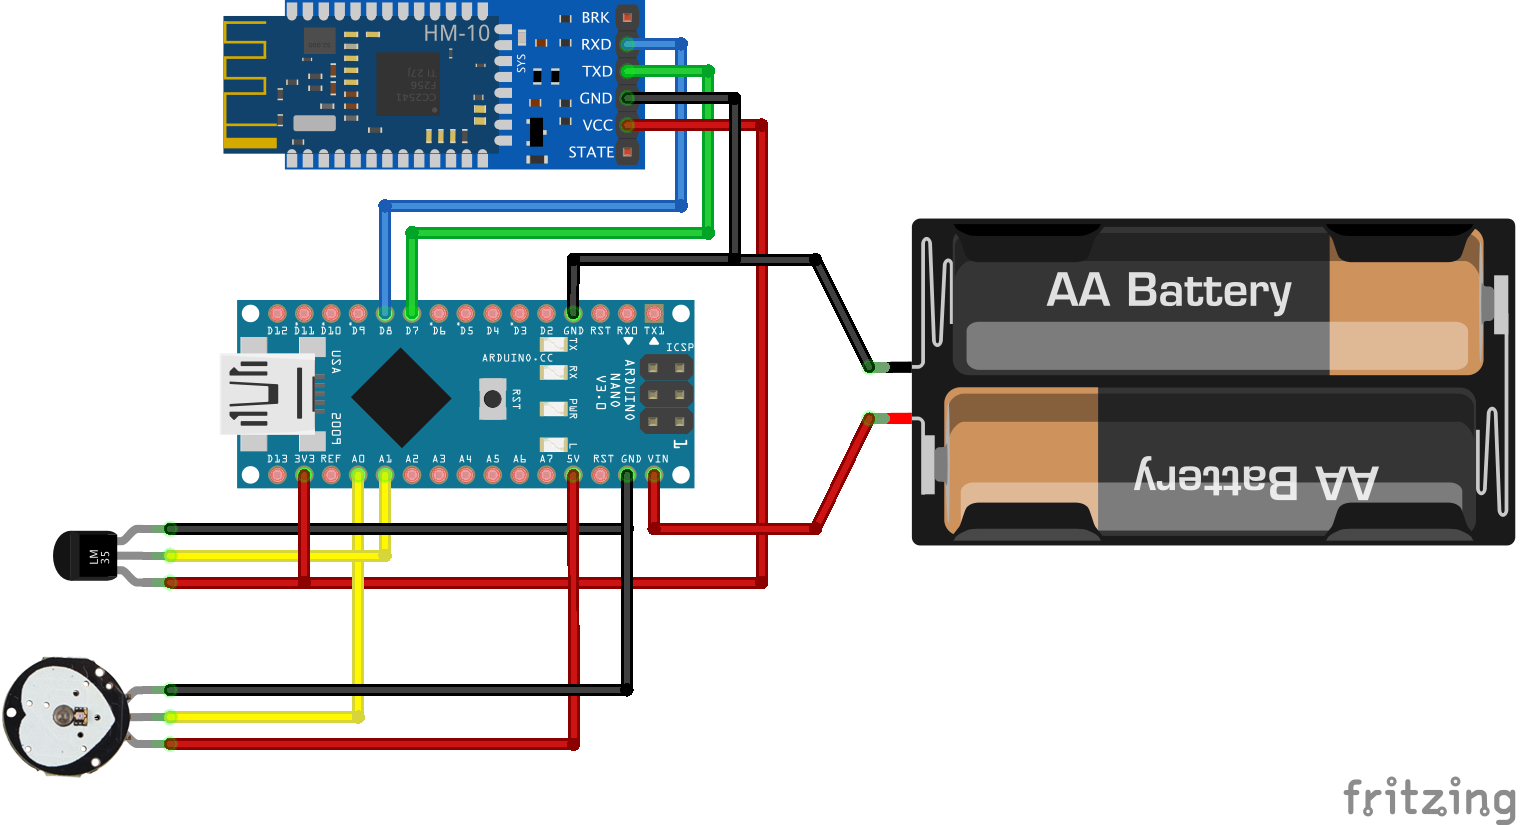 BRK
HM-10
RXD
SYS
TXD
GND
VCC
STATE
CC2541
F256
TI 27J
D12 D11 D10 D9 D8 D7 D6 D5 D4 D3 D2 GND RST RX0 TX1
TX
ICSP
USA
ARDUINO.CC
RX
ARDUINO
NANO
V3.0
RST
PWR
2009
L
1
D13 3V3 REF A0 A1 A2 A3 A4 A5 A6 A7 5V RST GND VIN
AA Battery
AA Battery
LM
35
fritzing